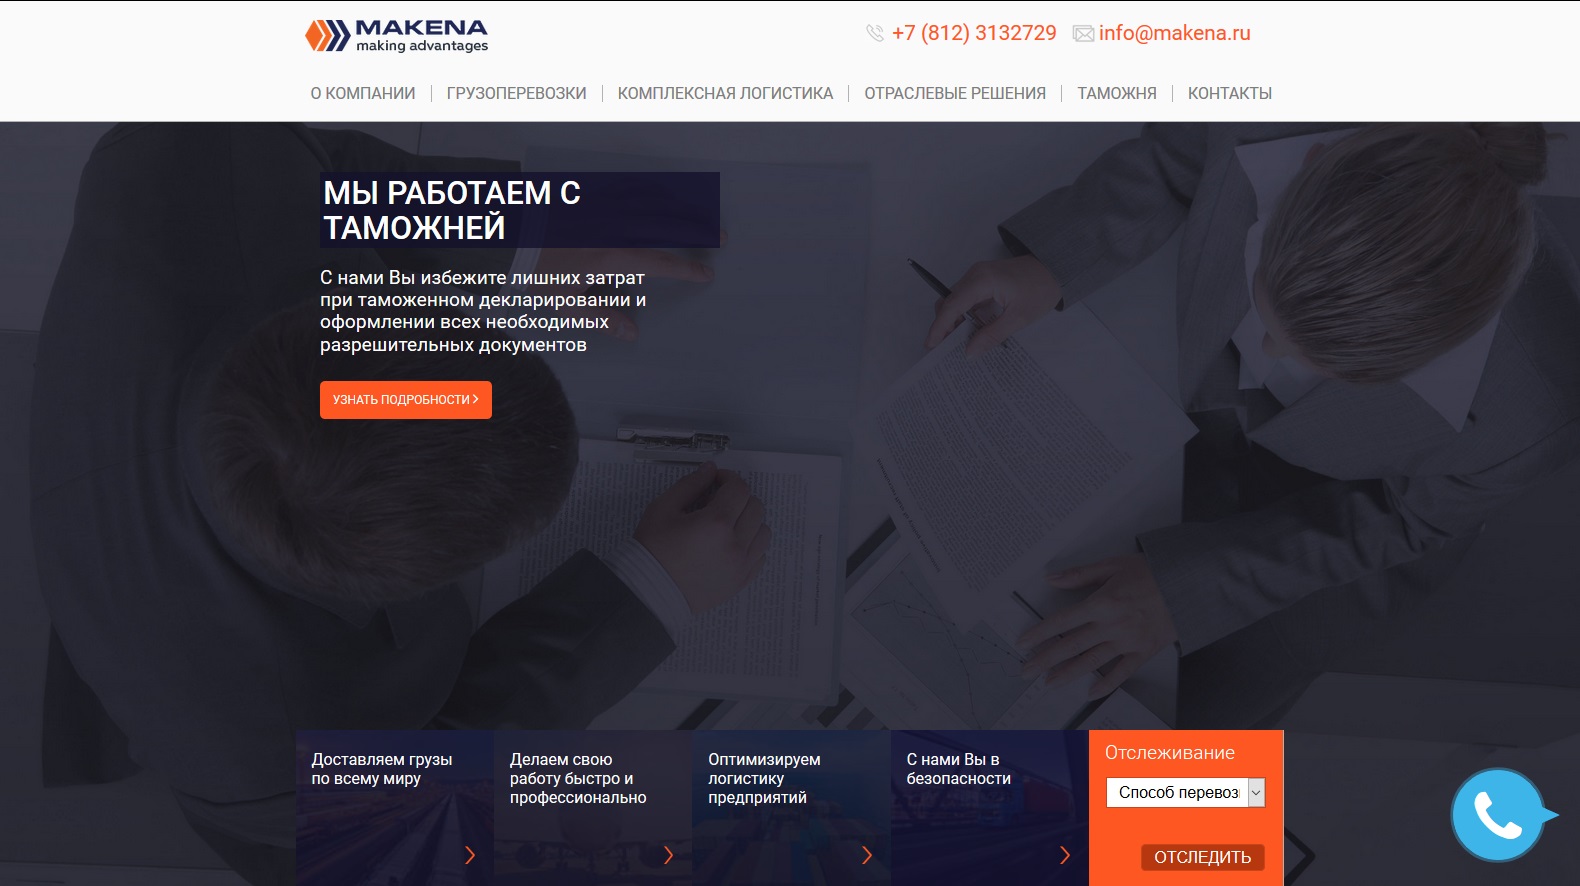 MAKENA
making advantages
+7 (812) 3132729
info@makena.ru
О КОМПАНИИ
ГРУЗОПЕРЕВОЗКИ
КОМПЛЕКСНАЯ ЛОГИСТИКА
ОТРАСЛЕВЫЕ РЕШЕНИЯ
ТАМОЖНЯ
КОНТАКТЫ
МЫ РАБОТАЕМ С
ТАМОЖНЕЙ
С нами Вы избежите лишних затрат
при таможенном декларировании и
оформлении всех необходимых
разрешительных документов
УЗНАТЬ ПОДРОБНОСТИ
Доставляем грузы
по всему миру
Делаем свою
работу быстро и
профессионально
Оптимизируем
логистику
предприятий
С нами Вы в
безопасности
Отслеживание
Способ перевоз
ОТСЛЕДИТЬ